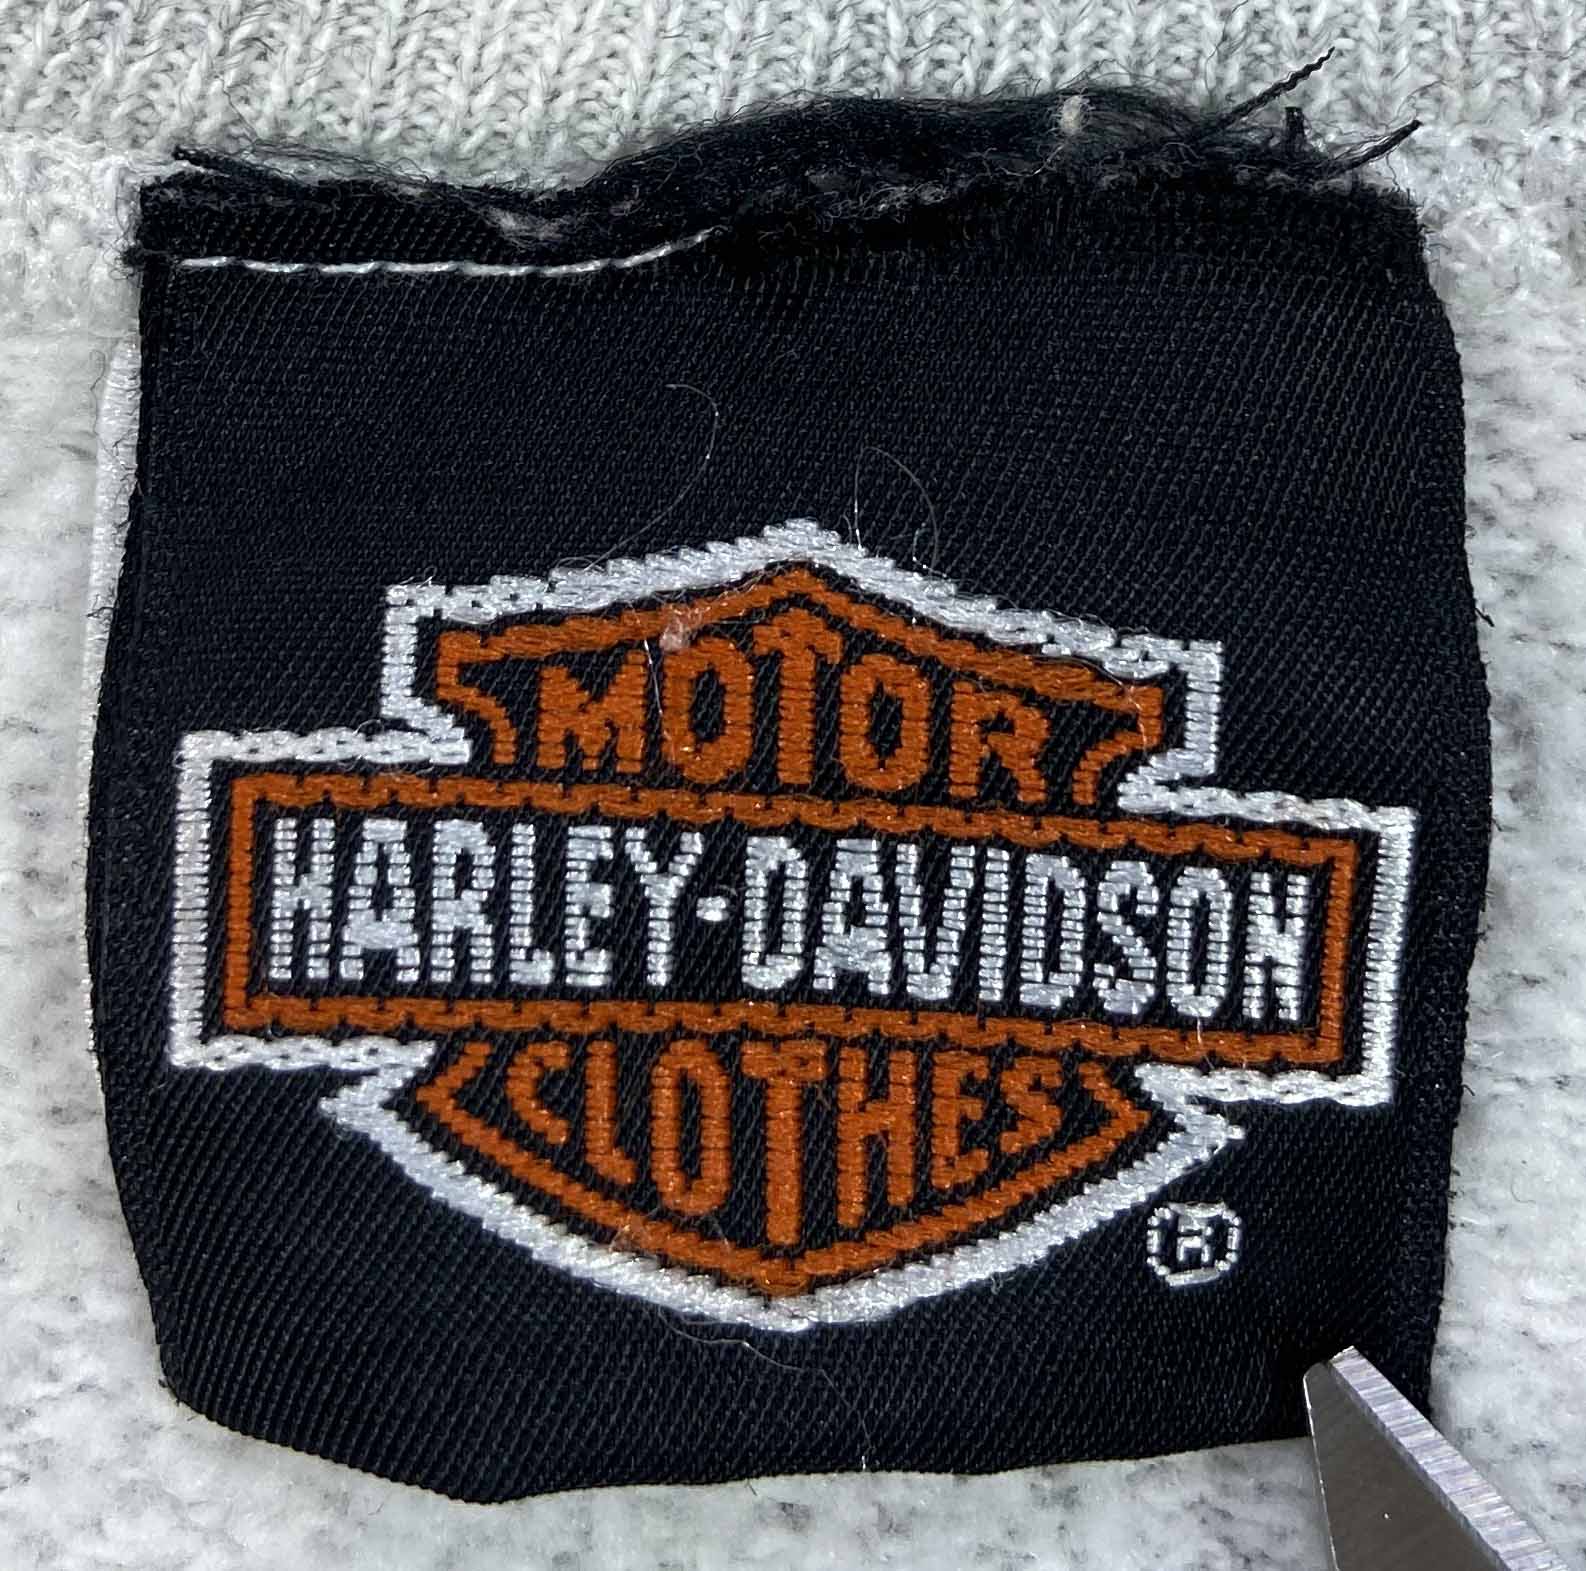 MOTOR
HARLEY-DAVIDSON
CLOTHES
®